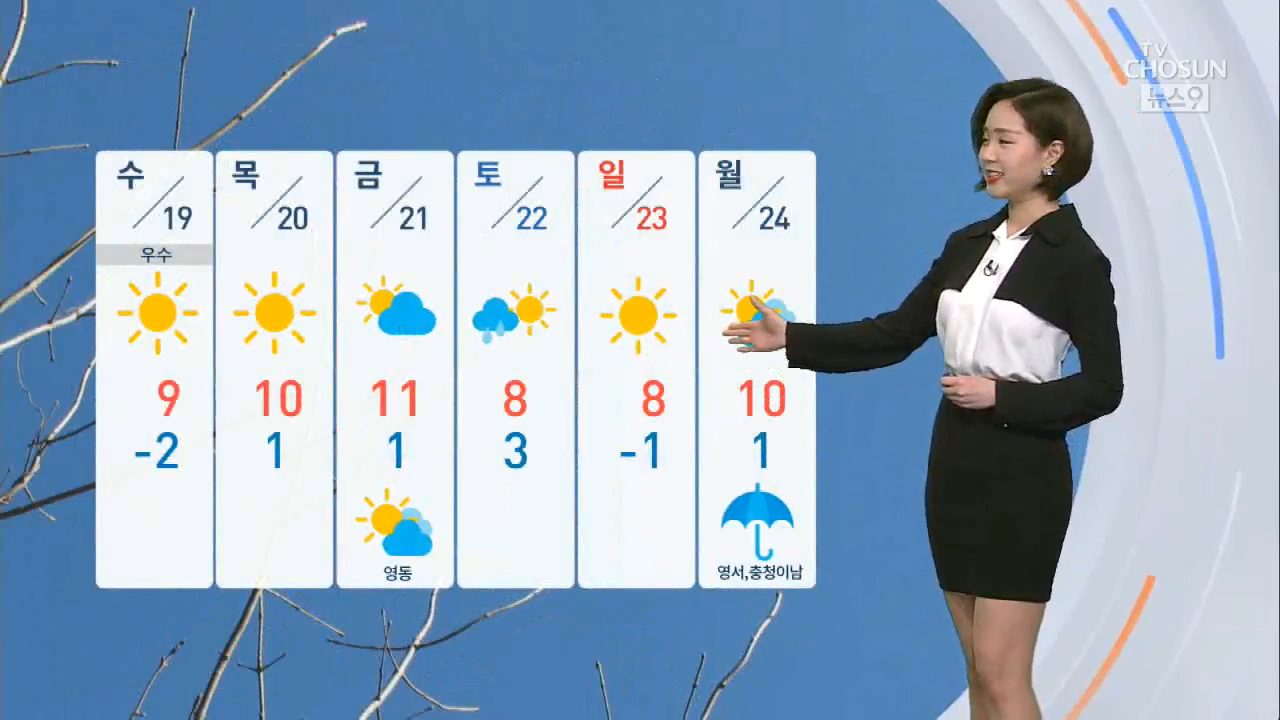 TV
CHOSUN
뉴스9
수 목 금 토 일 월
19 20 21 22 23 24
우수
9 10 11 8 8 10
-2 1 1 3 -1 1
영동 영서,충청이남